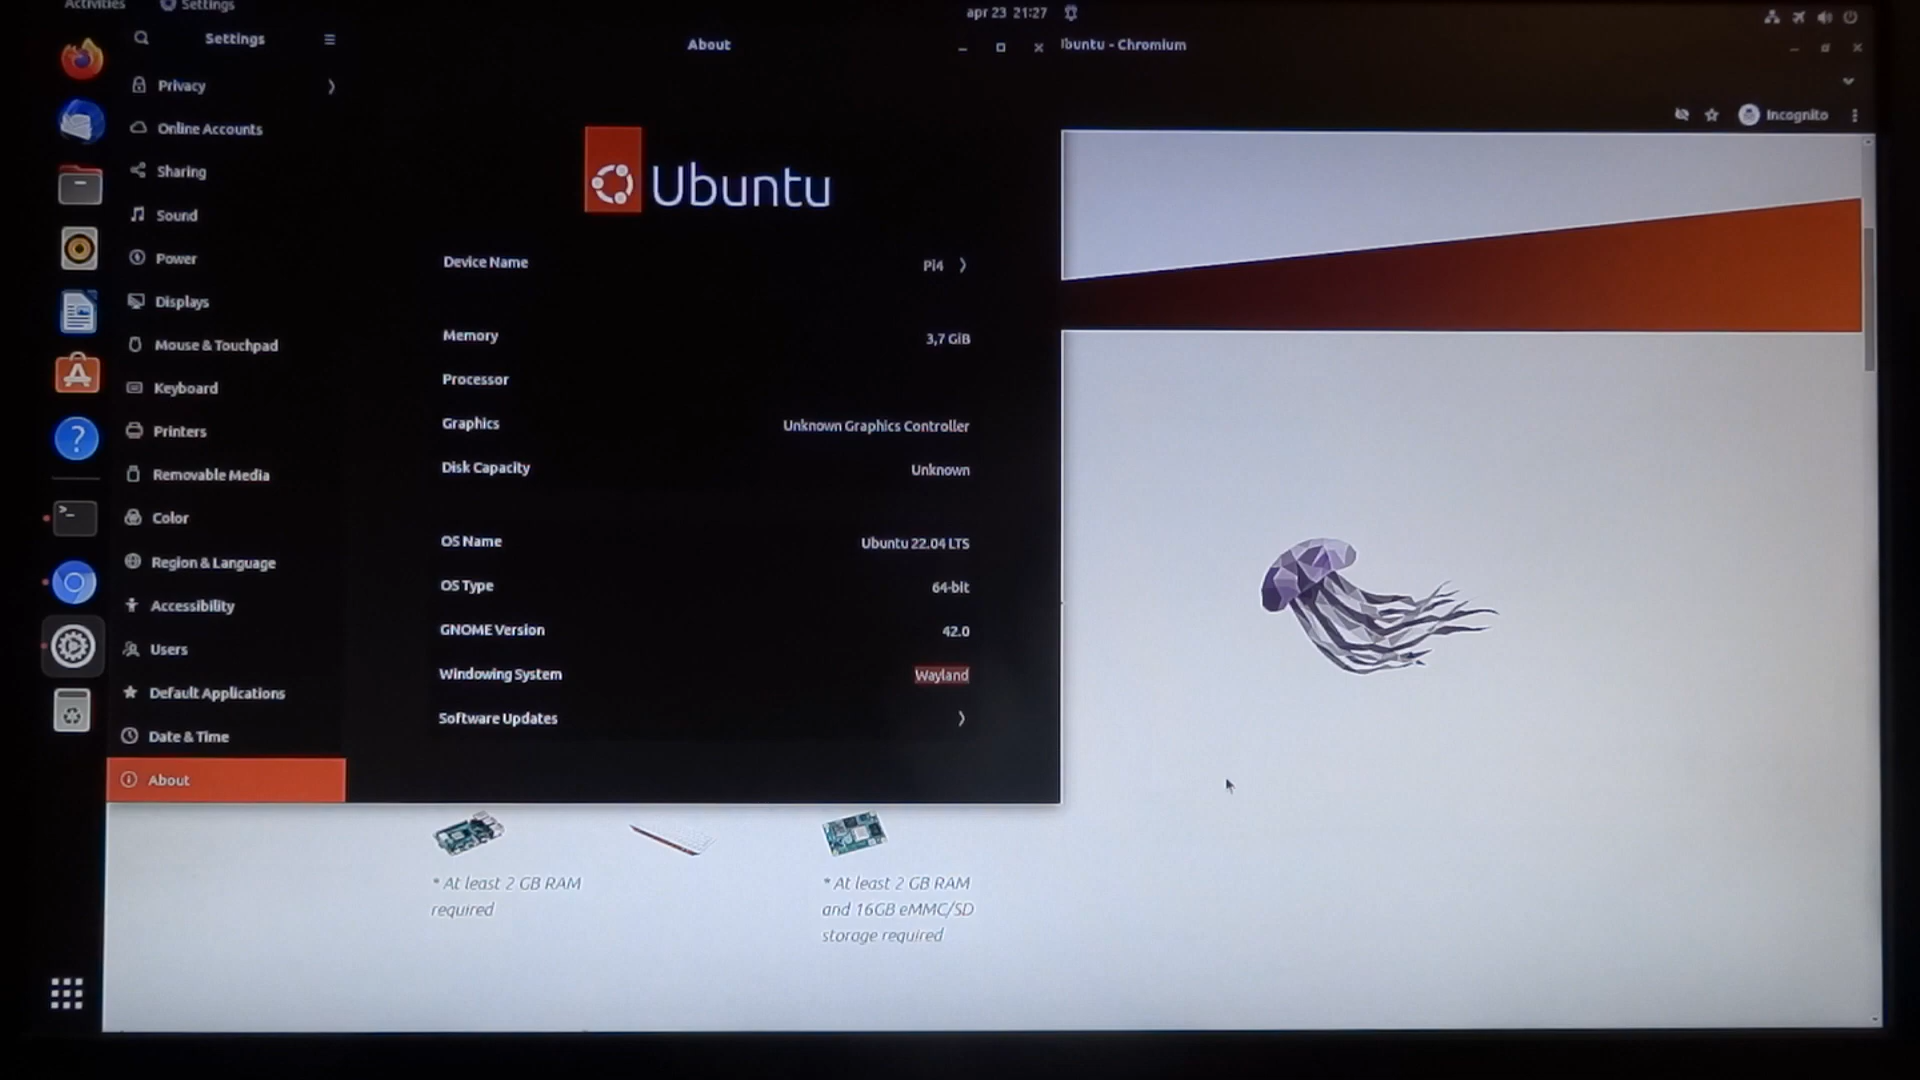 Activities Settings apr 23 21:27
Settings About buntu - Chromium
Privacy
Online Accounts
Sharing
Sound
Power
Displays
Mouse & Touchpad
Keyboard
Printers
Removable Media
Color
Region & Language
Accessibility
Users
Default Applications
Date & Time
About
Ubuntu
Device Name Pi4
Memory 3,7 GiB
Processor
Graphics Unknown Graphics Controller
Disk Capacity Unknown
OS Name Ubuntu 22.04 LTS
OS Type 64-bit
GNOME Version 42.0
Windowing System Wayland
Software Updates
Incognito
* At least 2 GB RAM
required
* At least 2 GB RAM
and 16GB eMMC/SD
storage required